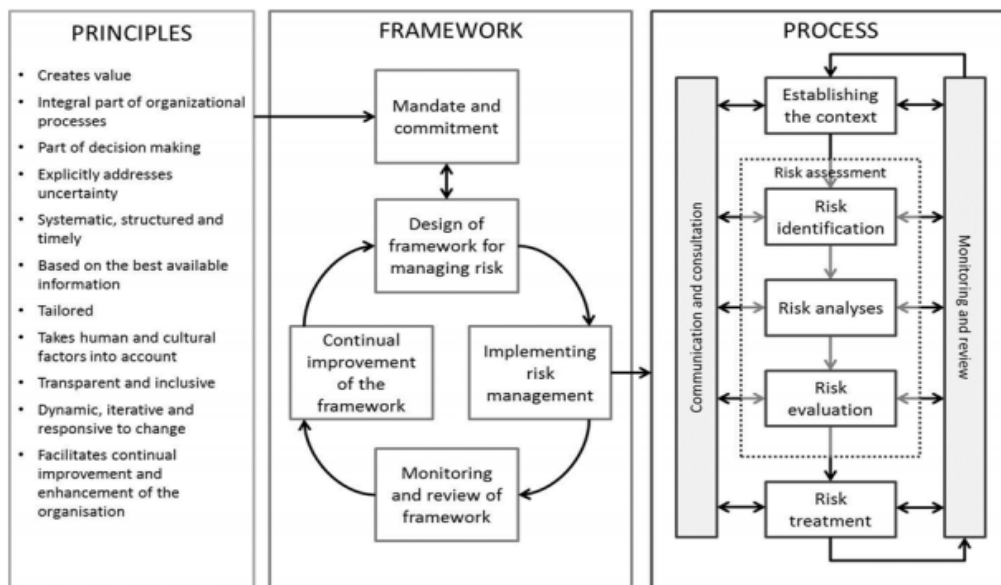 PRINCIPLES
• Creates value
• Integral part of organizational
processes
• Part of decision making
• Explicitly addresses
uncertainty
• Systematic, structured and
timely
• Based on the best available
information
• Tailored
• Takes human and cultural
factors into account
• Transparent and inclusive
• Dynamic, iterative and
responsive to change
• Facilitates continual
improvement and
enhancement of the
organisation
FRAMEWORK
Mandate and
commitment
Design of
framework for
managing risk
Continual
improvement
of the
framework
Implementing
risk
management
Monitoring
and review of
framework
PROCESS
Communication and consultation
Establishing
the context
Risk assessment
Risk
identification
Risk analyses
Risk
evaluation
Risk
treatment
Monitoring and review